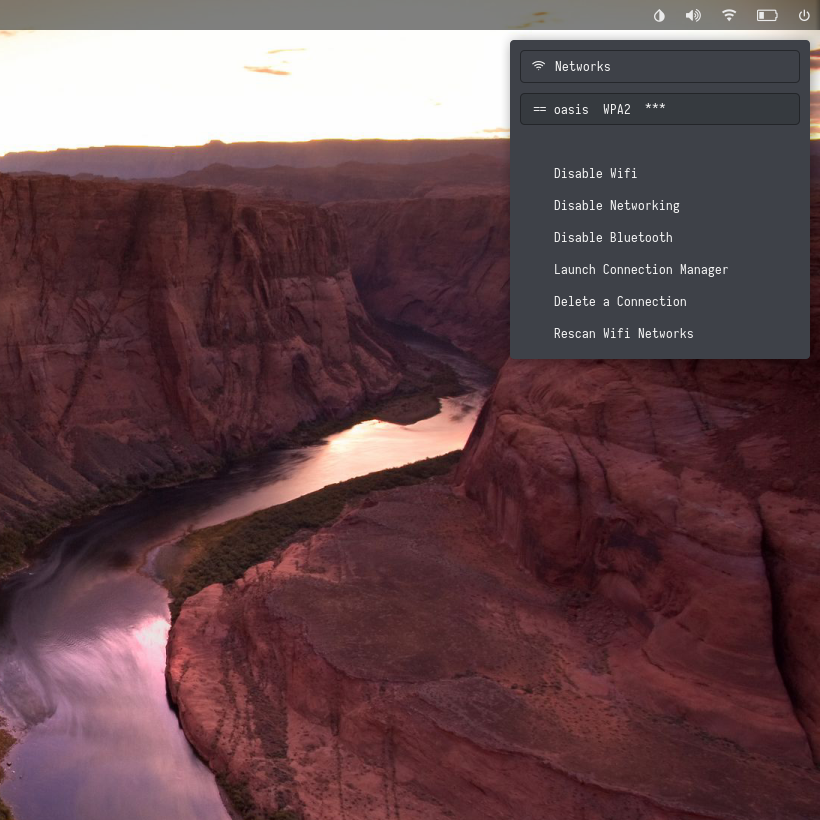 Networks
== oasis  WPA2  ***
Disable Wifi
Disable Networking
Disable Bluetooth
Launch Connection Manager
Delete a Connection
Rescan Wifi Networks